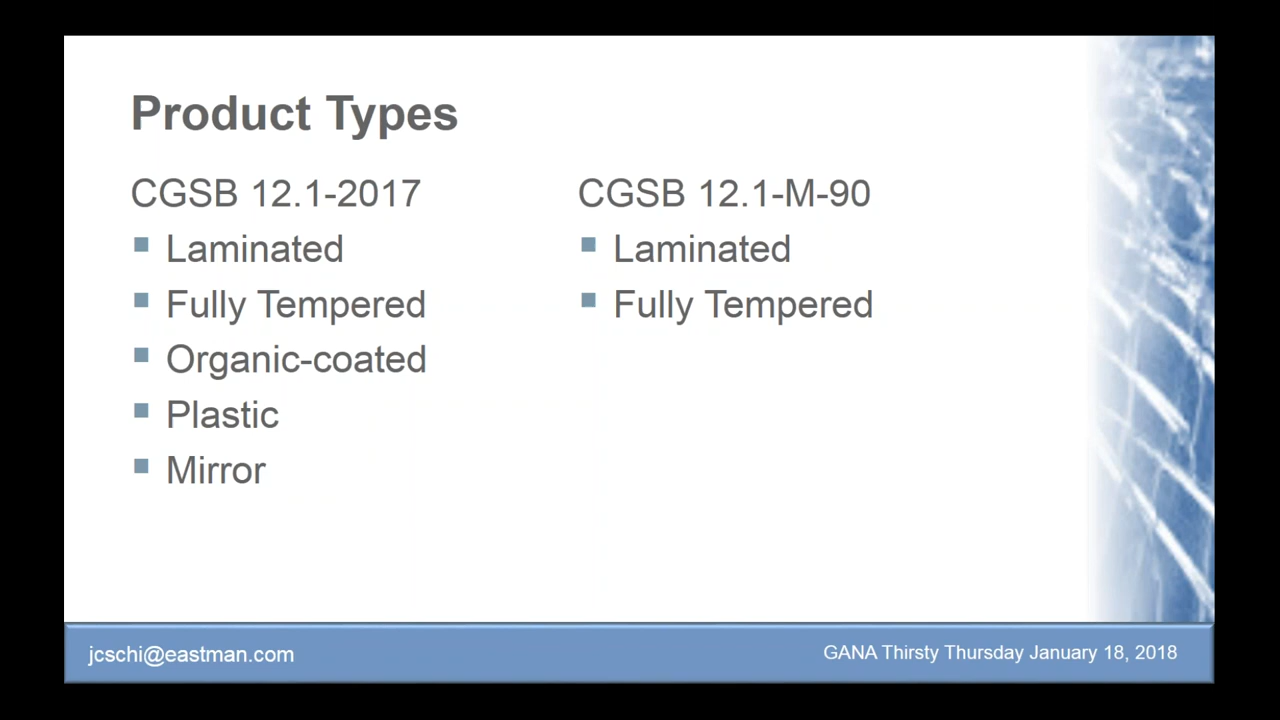 Product Types
CGSB 12.1-2017
Laminated
Fully Tempered
Organic-coated
Plastic
Mirror
CGSB 12.1-M-90
Laminated
Fully Tempered
jcschi@eastman.com
GANA Thirsty Thursday January 18, 2018